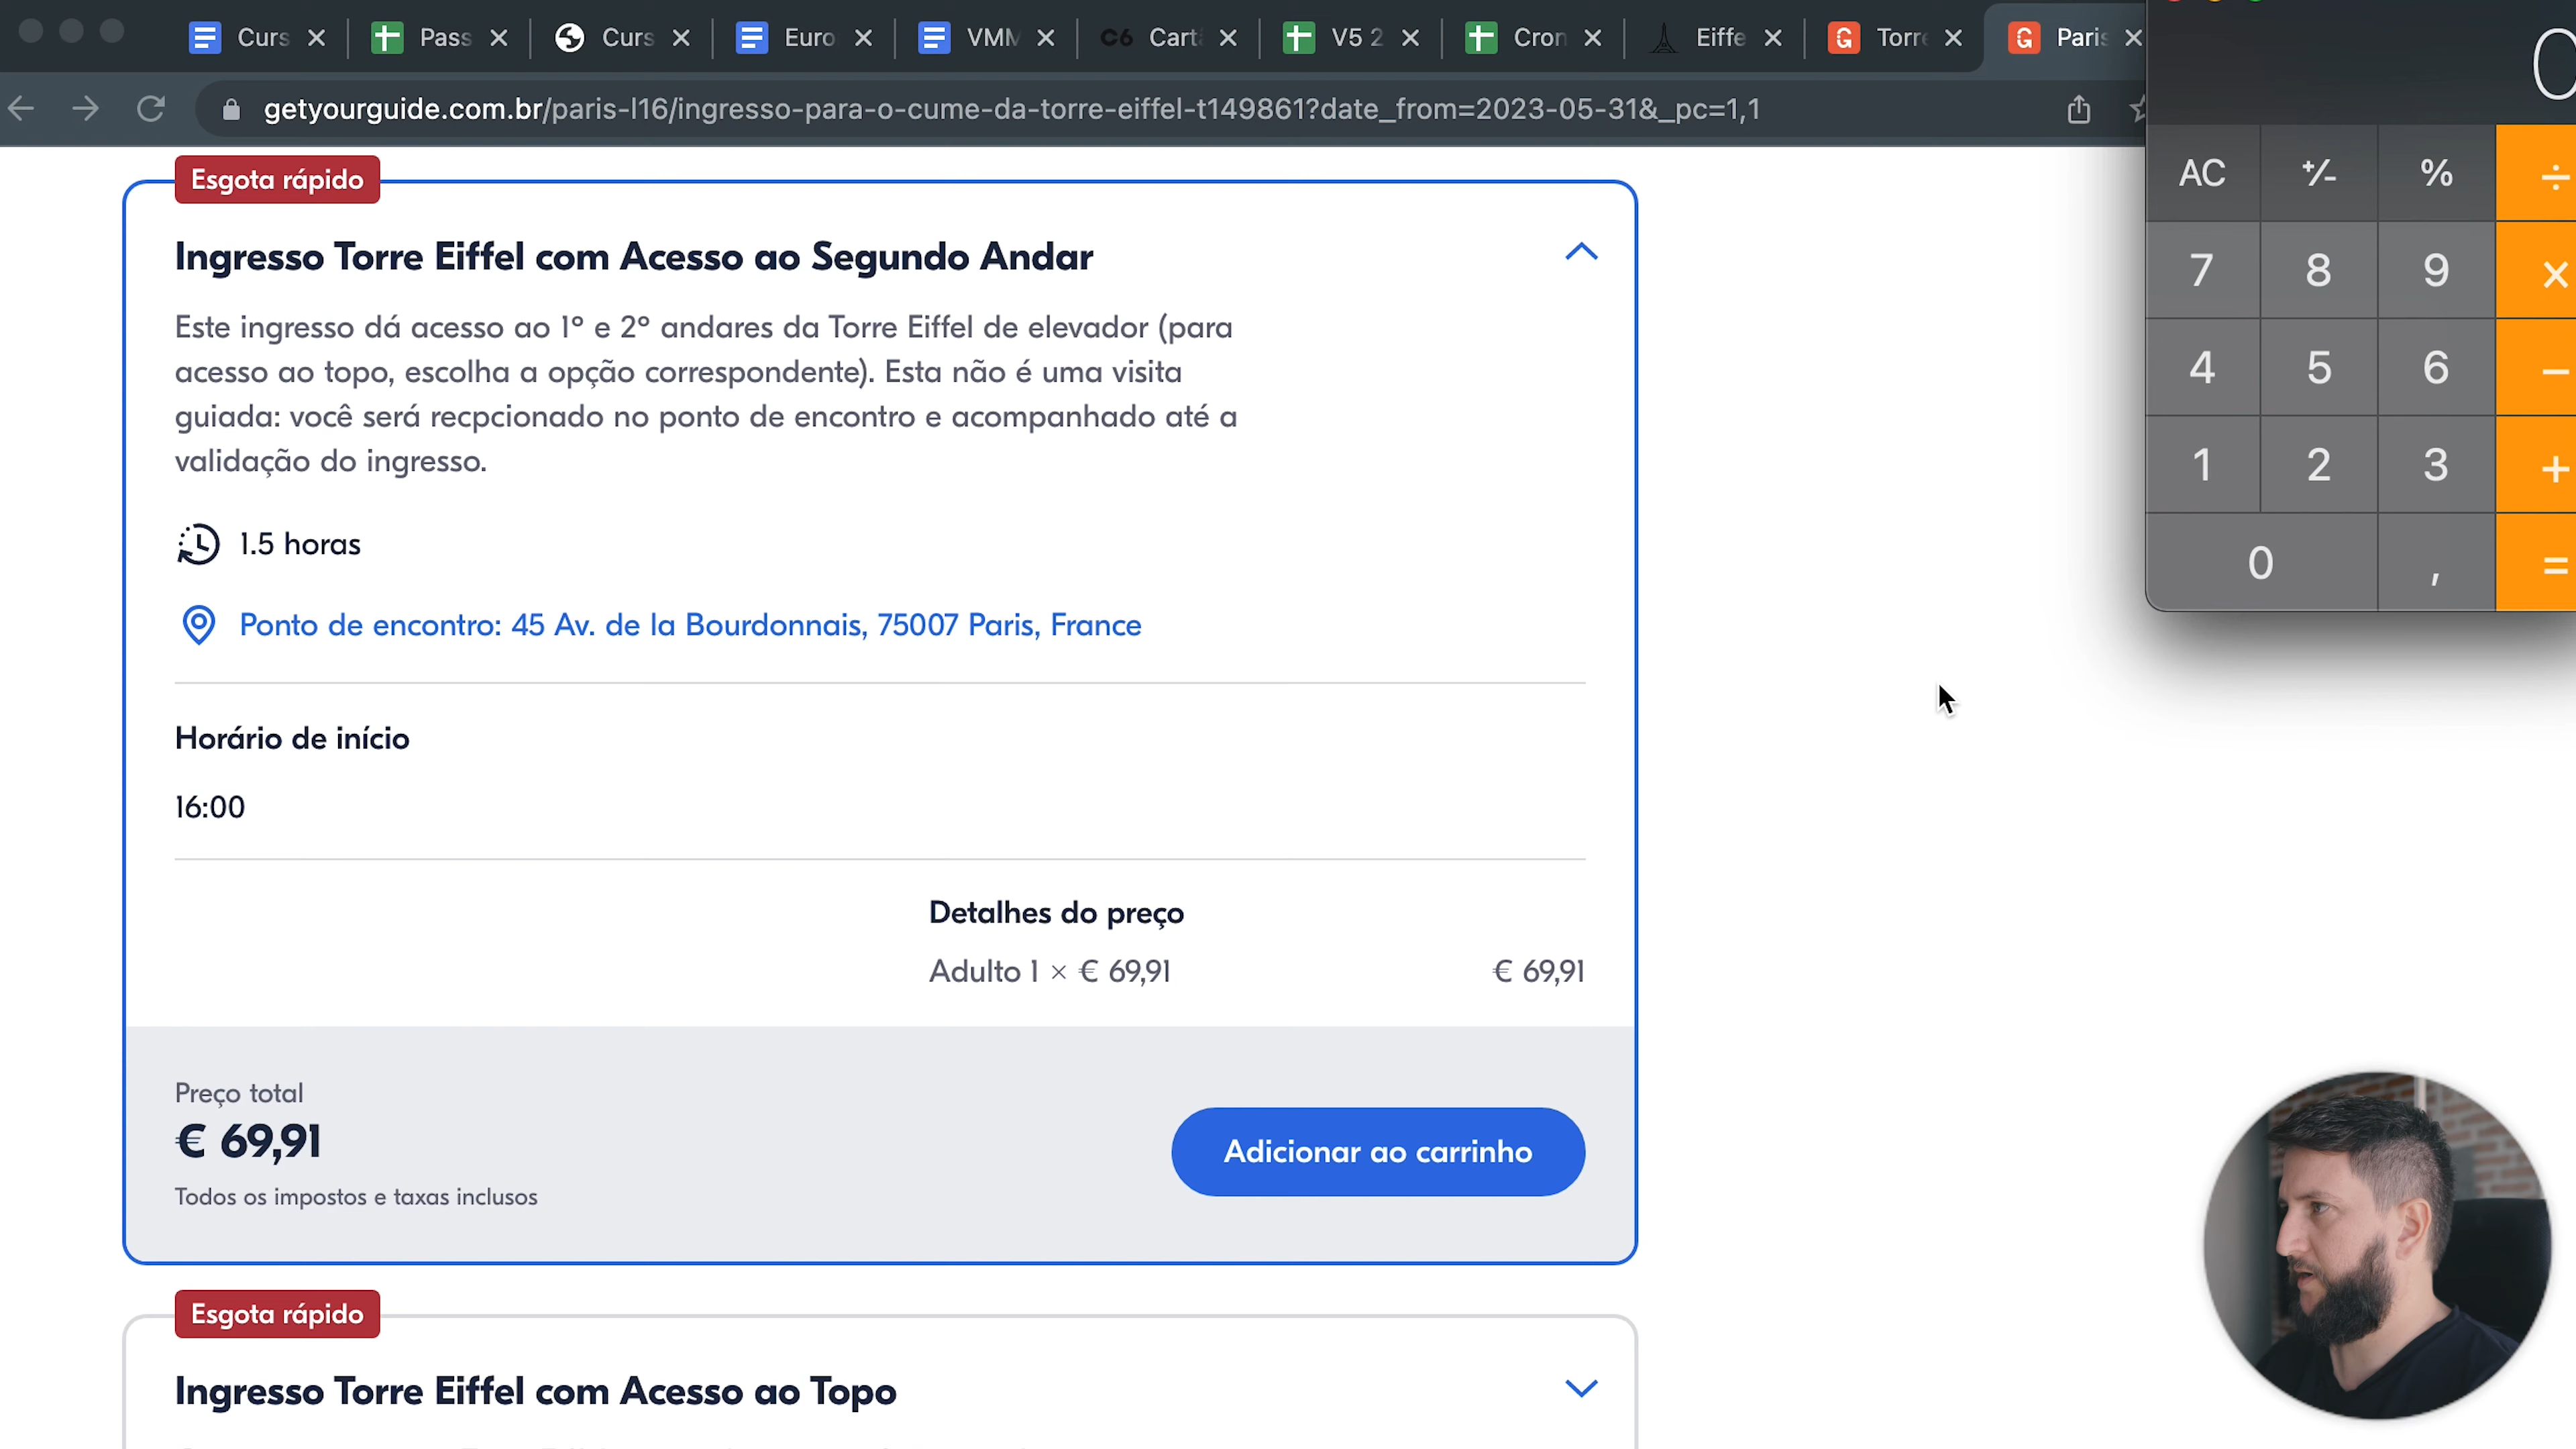 Curs
Pass
Curs
Euro
VMM
C6 Cart
V5 2
Cron
Eiffe
G Torre
G Paris
getyourguide.com.br/paris-l16/ingresso-para-o-cume-da-torre-eiffel-t149861?date_from=2023-05-31&_pc=1,1
0
AC +/- % ÷
7 8 9 ×
4 5 6 −
1 2 3 +
0 , =
Esgota rápido
Ingresso Torre Eiffel com Acesso ao Segundo Andar
Este ingresso dá acesso ao 1º e 2º andares da Torre Eiffel de elevador (para
acesso ao topo, escolha a opção correspondente). Esta não é uma visita
guiada: você será recpcionado no ponto de encontro e acompanhado até a
validação do ingresso.
1.5 horas
Ponto de encontro: 45 Av. de la Bourdonnais, 75007 Paris, France
Horário de início
16:00
Detalhes do preço
Adulto 1 × € 69,91 € 69,91
Preço total
€ 69,91
Todos os impostos e taxas inclusos
Adicionar ao carrinho
Esgota rápido
Ingresso Torre Eiffel com Acesso ao Topo